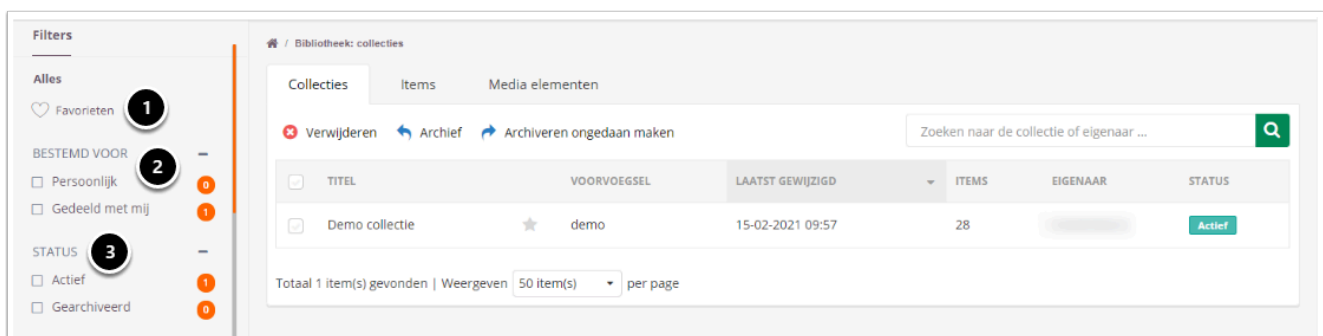 Filters
Alles
Favorieten 1
BESTEMD VOOR 2
Persoonlijk 0
Gedeeld met mij 1
STATUS 3
Actief 1
Gearchiveerd 0
/ Bibliotheek: collecties
Collecties Items Media elementen
Verwijderen Archief Archiveren ongedaan maken Zoeken naar de collectie of eigenaar ...
TITEL VOORVOEGSEL LAATST GEWIJZIGD ITEMS EIGENAAR STATUS
Demo collectie demo 15-02-2021 09:57 28 Actief
Totaal 1 item(s) gevonden | Weergeven 50 item(s) per page